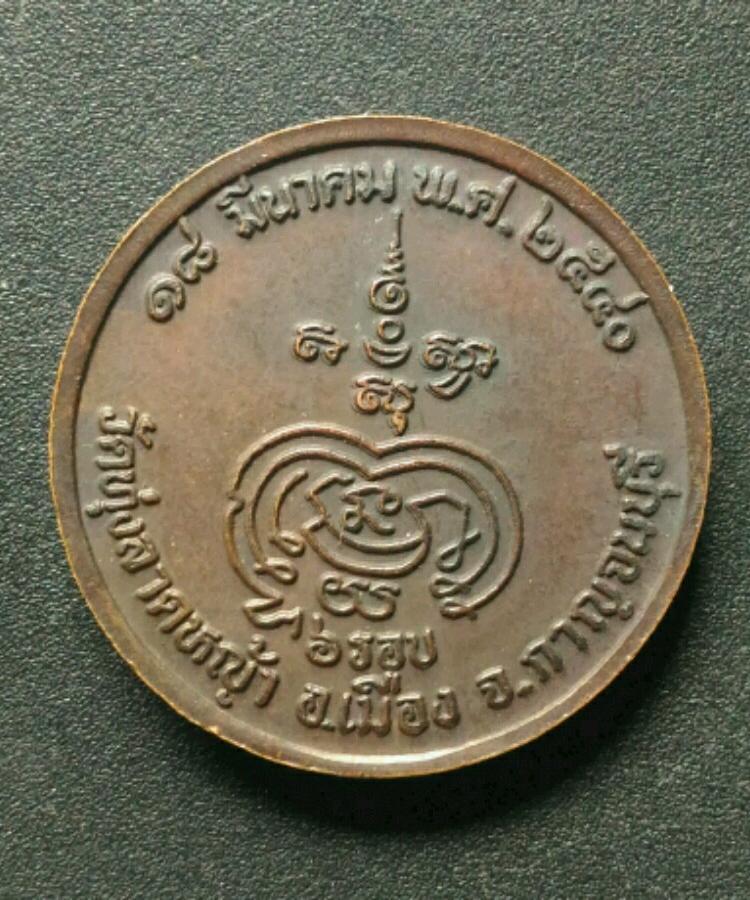 ๑๘ มีนาคม พ.ศ. ๒๕๔๐
๖ รอบ
วัดทุ่งลาดหญ้า อ.เมือง จ.กาญจนบุรี